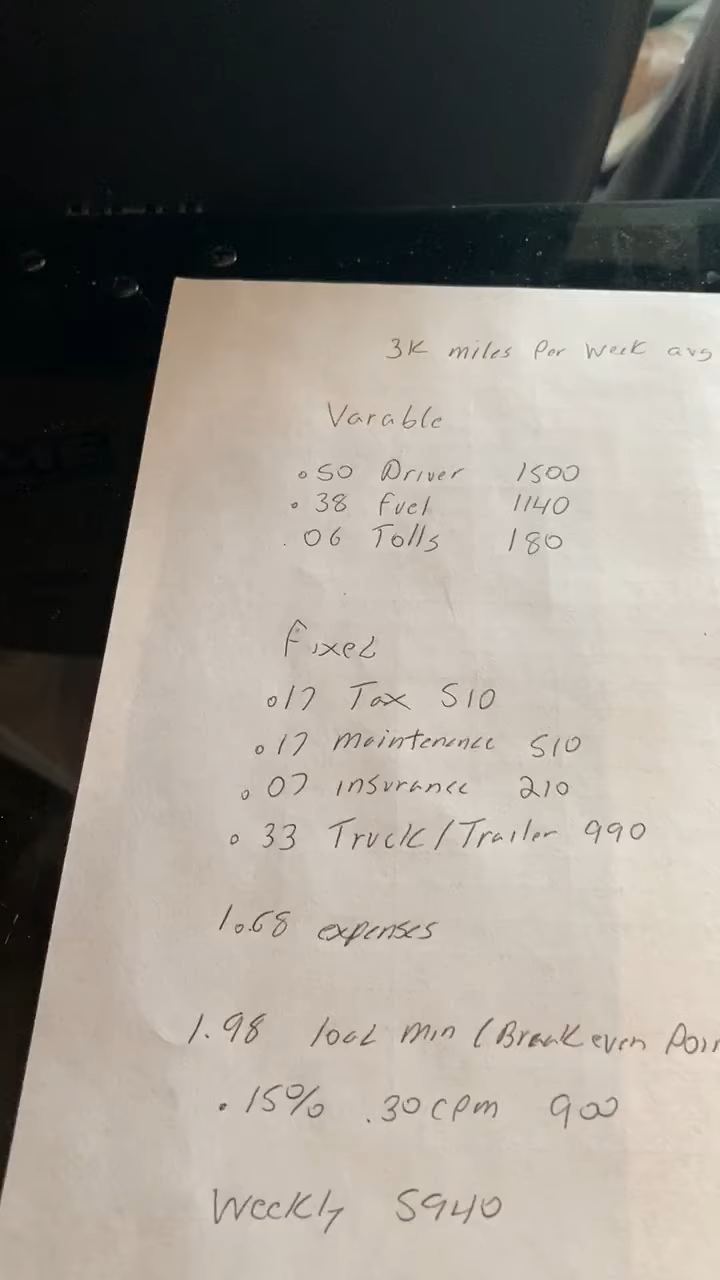 3K miles Per Week avg
Varable
.50 Driver 1500
.38 fuel 1140
.06 Tolls 180
Fixed
.17 Tax 510
.17 maintenence 510
.07 insurance 210
.33 Truck/Trailer 990
1.68 expenses
1.98 load min (Break even Poin
.15% .30cpm 900
Weekly 5940